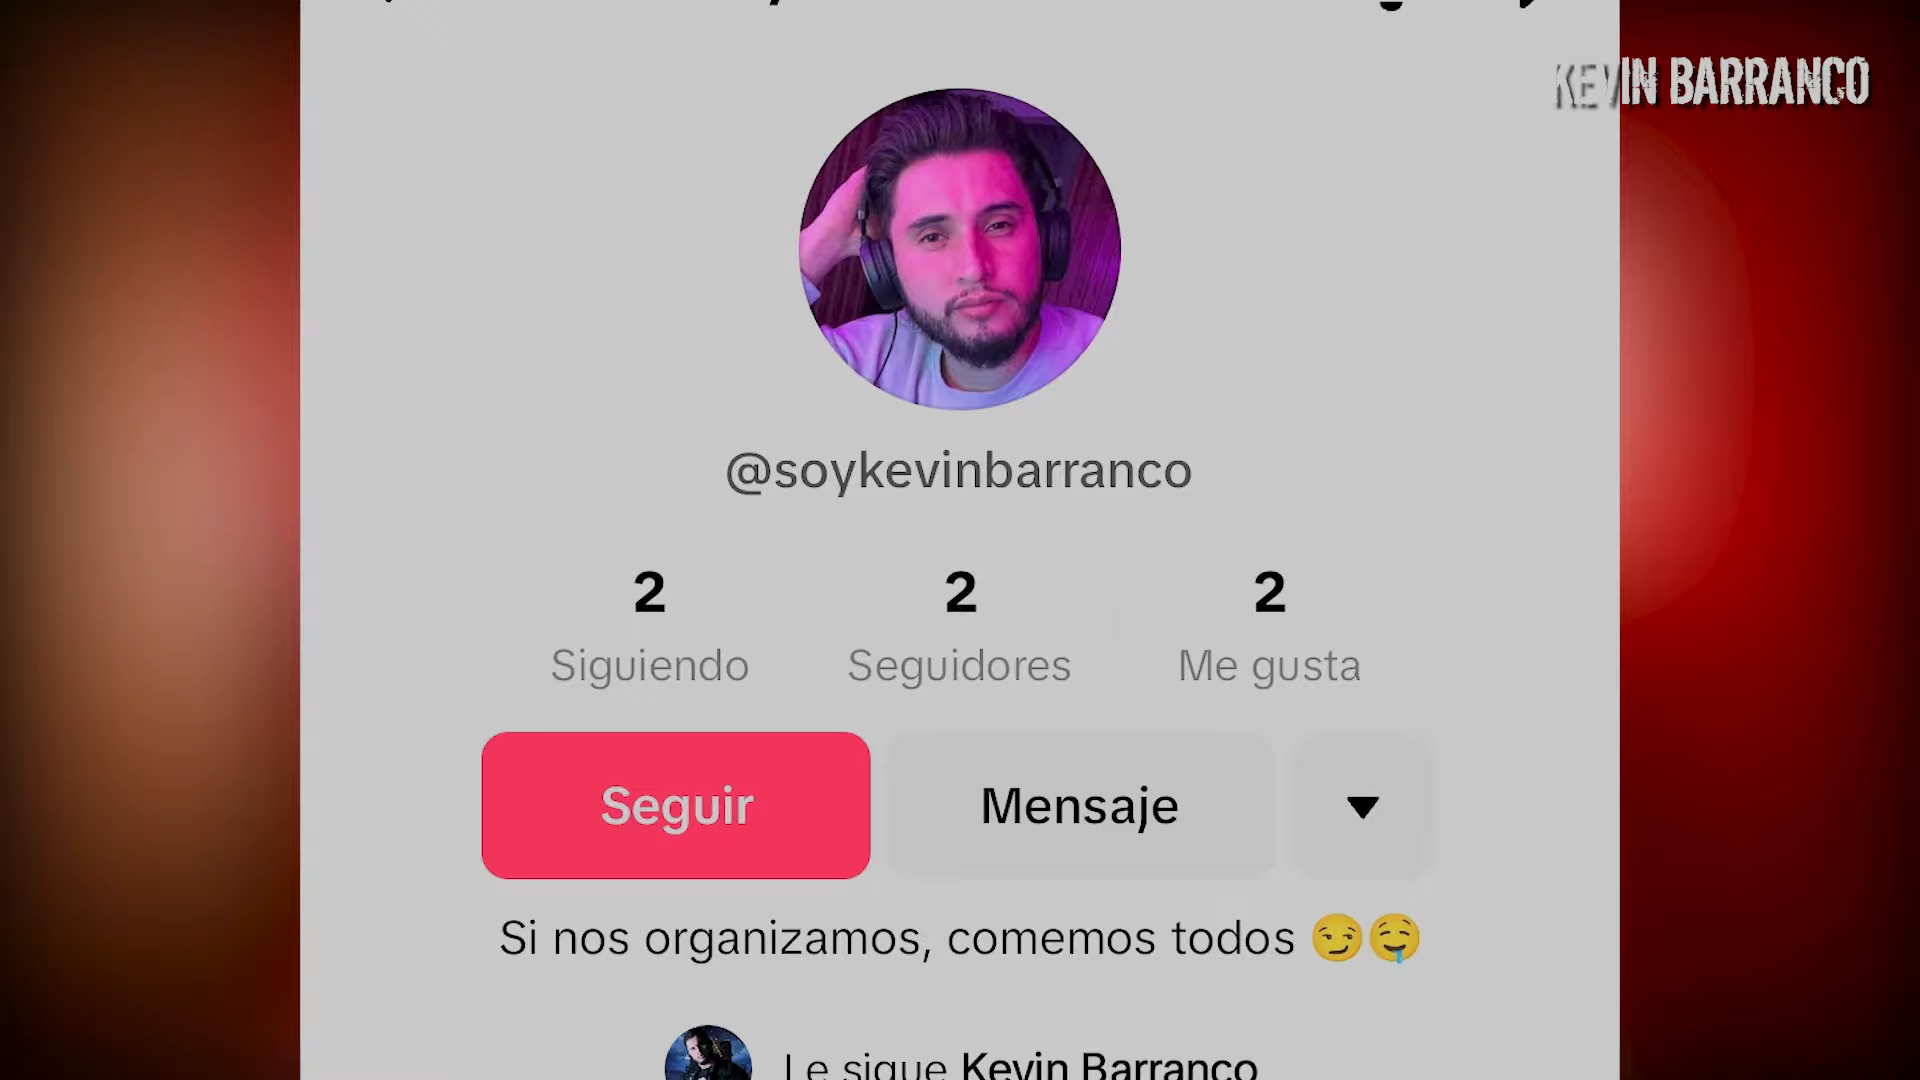 KEVIN BARRANCO
@soykevinbarranco
2 2 2
Siguiendo Seguidores Me gusta
Seguir Mensaje
Si nos organizamos, comemos todos 😏🤤
Le sigue Kevin Barranco